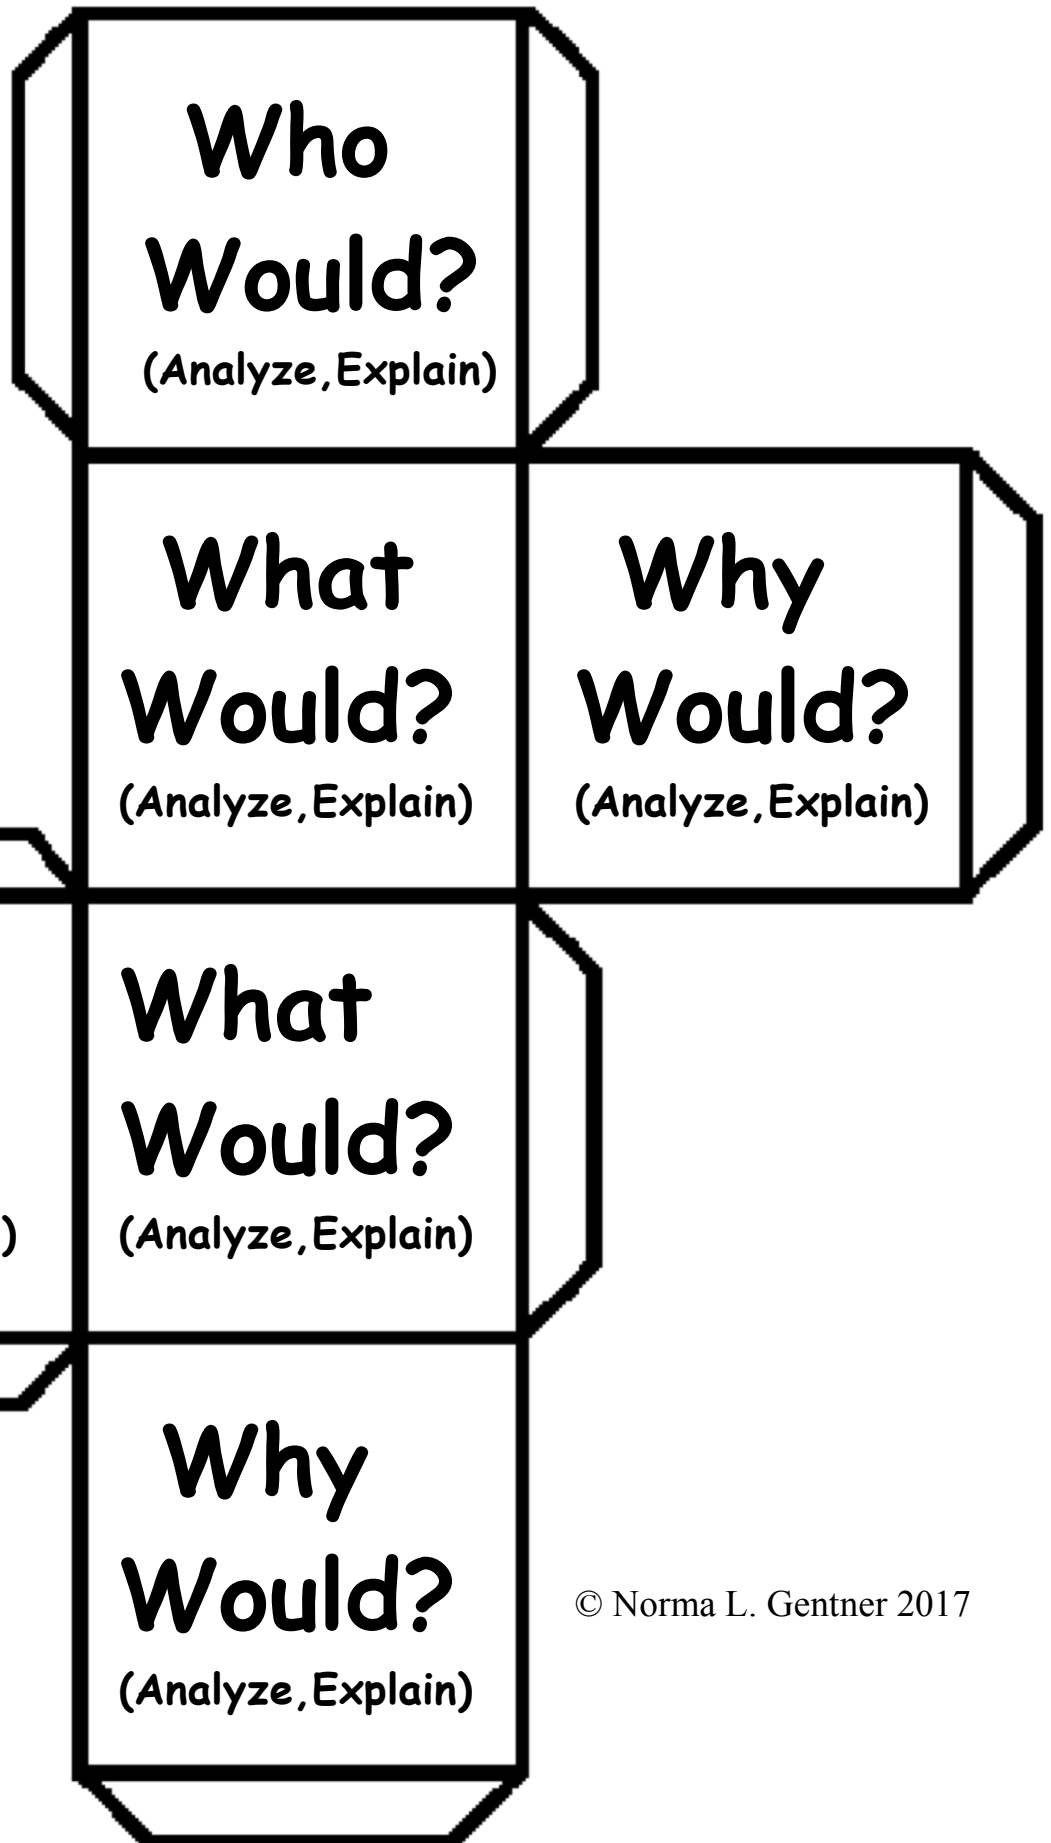 Who
Would?
(Analyze,Explain)
What
Would?
(Analyze,Explain)
Why
Would?
(Analyze,Explain)
What
Would?
(Analyze,Explain)
)
Why
Would?
(Analyze,Explain)
© Norma L. Gentner 2017